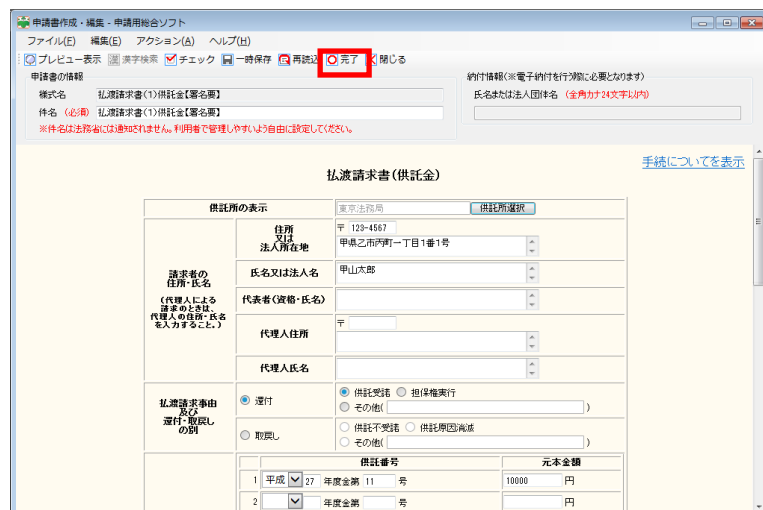 申請書作成・編集 - 申請用総合ソフト
ファイル(F) 編集(E) アクション(A) ヘルプ(H)
プレビュー表示 漢字検索 チェック 一時保存 再読込 完了 閉じる
申請書の情報
納付情報(※電子納付を行う際に必要となります)
様式名 払渡請求書(1)供託金【署名要】
氏名または法人団体名 (全角カナ24文字以内)
件名 (必須) 払渡請求書(1)供託金【署名要】
※件名は法務省には通知されません。利用者で管理しやすいよう自由に設定してください。
手続についてを表示
払渡請求書(供託金)
供託所の表示 東京法務局 供託所選択
請求者の
住所・氏名
(代理人による
請求のときは、
代理人の住所・氏名
を入力すること。)
住所
又は
法人所在地
〒 123-4567
甲県乙市丙町一丁目1番1号
氏名又は法人名 甲山太郎
代表者(資格・氏名)
代理人住所
〒
代理人氏名
払渡請求事由
及び
還付・取戻し
の別
還付
供託受諾 担保権実行
その他( )
取戻し
供託不受諾 供託原因消滅
その他( )
供託番号 元本金額
1 平成 27 年度金第 11 号 10000 円
2 年度金第 号 円